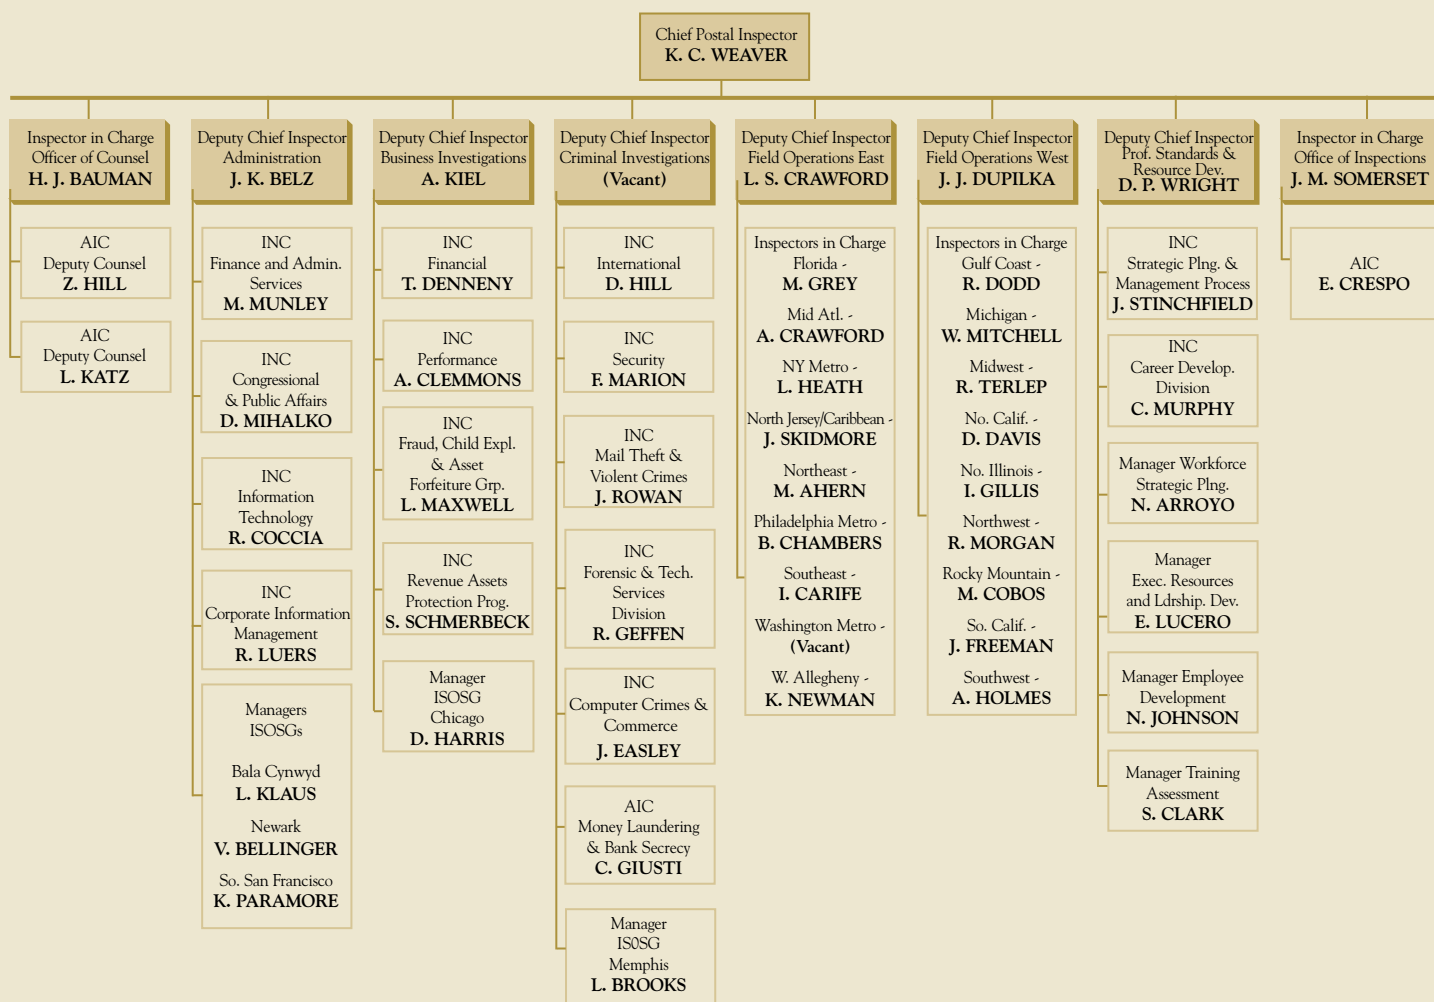 Chief Postal Inspector
K. C. WEAVER
Inspector in Charge
Officer of Counsel
H. J. BAUMAN
AIC
Deputy Counsel
Z. HILL
AIC
Deputy Counsel
L. KATZ
Deputy Chief Inspector
Administration
J. K. BELZ
INC
Finance and Admin.
Services
M. MUNLEY
INC
Congressional
& Public Affairs
D. MIHALKO
INC
Information
Technology
R. COCCIA
INC
Corporate Information
Management
R. LUERS
Managers
ISOSGs
Bala Cynwyd
L. KLAUS
Newark
V. BELLINGER
So. San Francisco
K. PARAMORE
Deputy Chief Inspector
Business Investigations
A. KIEL
INC
Financial
T. DENNENY
INC
Performance
A. CLEMMONS
INC
Fraud, Child Expl.
& Asset
Forfeiture Grp.
L. MAXWELL
INC
Revenue Assets
Protection Prog.
S. SCHMERBECK
Manager
ISOSG
Chicago
D. HARRIS
Deputy Chief Inspector
Criminal Investigations
(Vacant)
INC
International
D. HILL
INC
Security
F. MARION
INC
Mail Theft &
Violent Crimes
J. ROWAN
INC
Forensic & Tech.
Services
Division
R. GEFFEN
INC
Computer Crimes &
Commerce
J. EASLEY
AIC
Money Laundering
& Bank Secrecy
C. GIUSTI
Manager
IS0SG
Memphis
L. BROOKS
Deputy Chief Inspector
Field Operations East
L. S. CRAWFORD
Inspectors in Charge
Florida -
M. GREY
Mid Atl. -
A. CRAWFORD
NY Metro -
L. HEATH
North Jersey/Caribbean -
J. SKIDMORE
Northeast -
M. AHERN
Philadelphia Metro -
B. CHAMBERS
Southeast -
I. CARIFE
Washington Metro -
(Vacant)
W. Allegheny -
K. NEWMAN
Deputy Chief Inspector
Field Operations West
J. J. DUPILKA
Inspectors in Charge
Gulf Coast -
R. DODD
Michigan -
W. MITCHELL
Midwest -
R. TERLEP
No. Calif. -
D. DAVIS
No. Illinois -
I. GILLIS
Northwest -
R. MORGAN
Rocky Mountain -
M. COBOS
So. Calif. -
J. FREEMAN
Southwest -
A. HOLMES
Deputy Chief Inspector
Prof. Standards &
Resource Dev.
D. P. WRIGHT
INC
Strategic Plng. &
Management Process
J. STINCHFIELD
INC
Career Develop.
Division
C. MURPHY
Manager Workforce
Strategic Plng.
N. ARROYO
Manager
Exec. Resources
and Ldrship. Dev.
E. LUCERO
Manager Employee
Development
N. JOHNSON
Manager Training
Assessment
S. CLARK
Inspector in Charge
Office of Inspections
J. M. SOMERSET
AIC
E. CRESPO